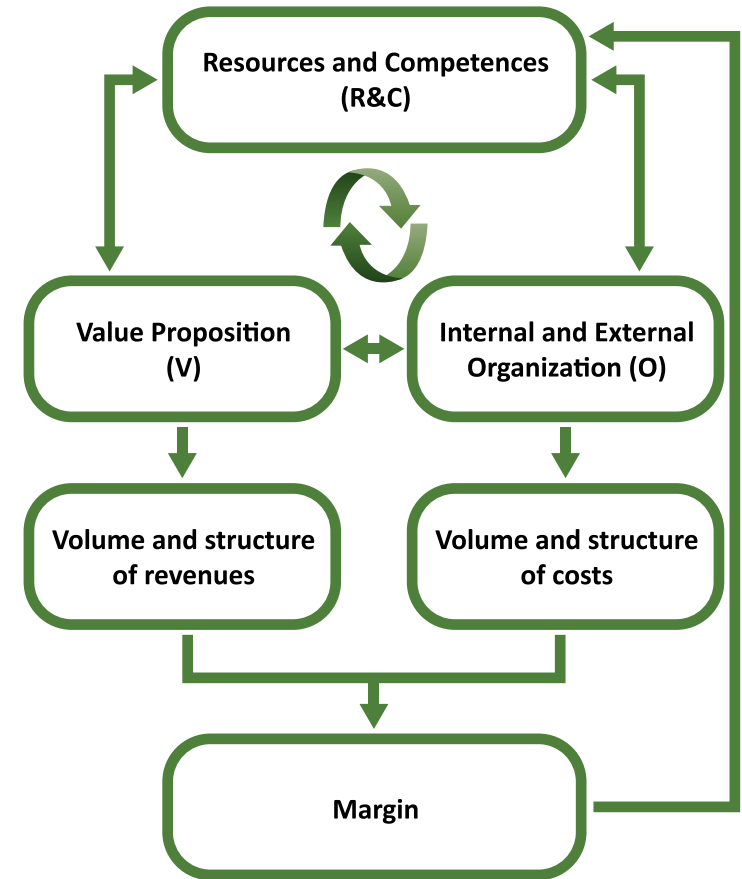 Resources and Competences
(R&C)
Value Proposition
(V)
Internal and External
Organization (O)
Volume and structure
of revenues
Volume and structure
of costs
Margin